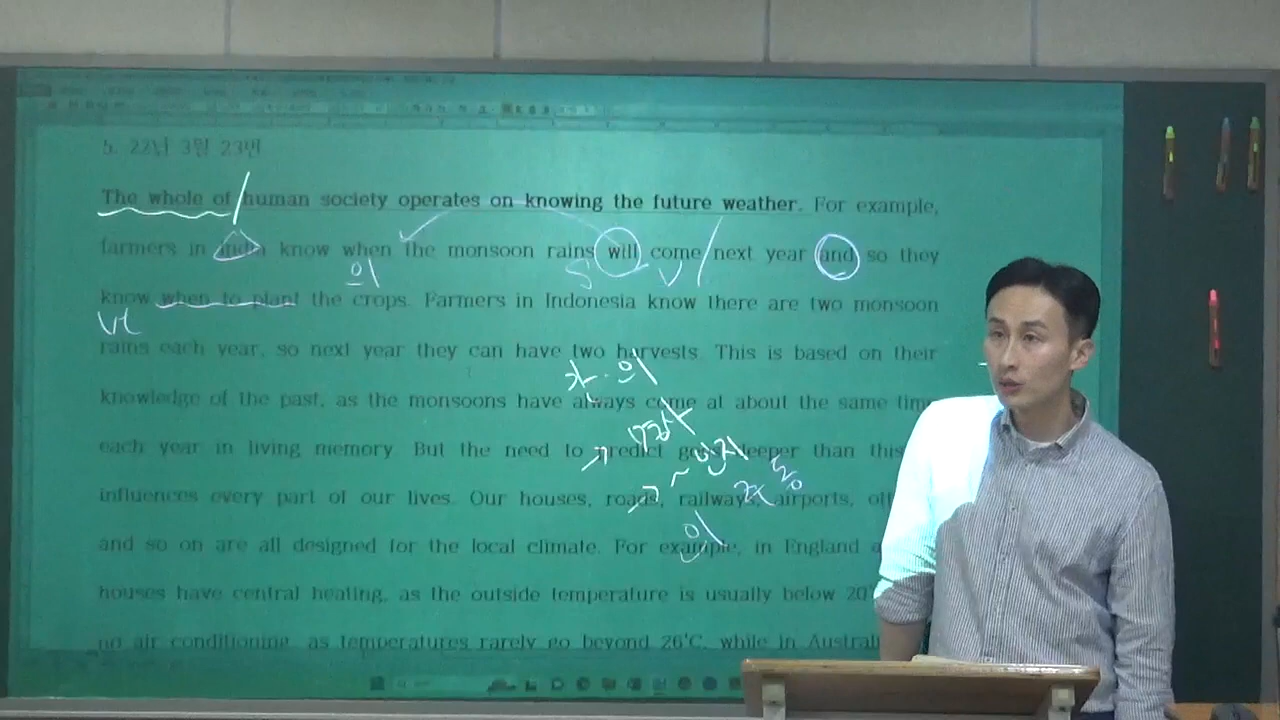 5. 22년 3월 23번
The whole of human society operates on knowing the future weather. For example,
farmers in India know when the monsoon rains will come next year and so they
의 S V
know when to plant the crops. Farmers in Indonesia know there are two monsoon
Vt
rains each year, so next year they can have two harvests. This is based on their
간·의
knowledge of the past, as the monsoons have always come at about the same time
each year in living memory. But the need to predict deeper than this
influences every part of our lives. Our houses, roads, railways, airports,
의
and so on are all designed for the local climate. For example, in England
houses have central heating, as the outside temperature is usually below 20
no air conditioning, as temperatures rarely go beyond 26°C, while in